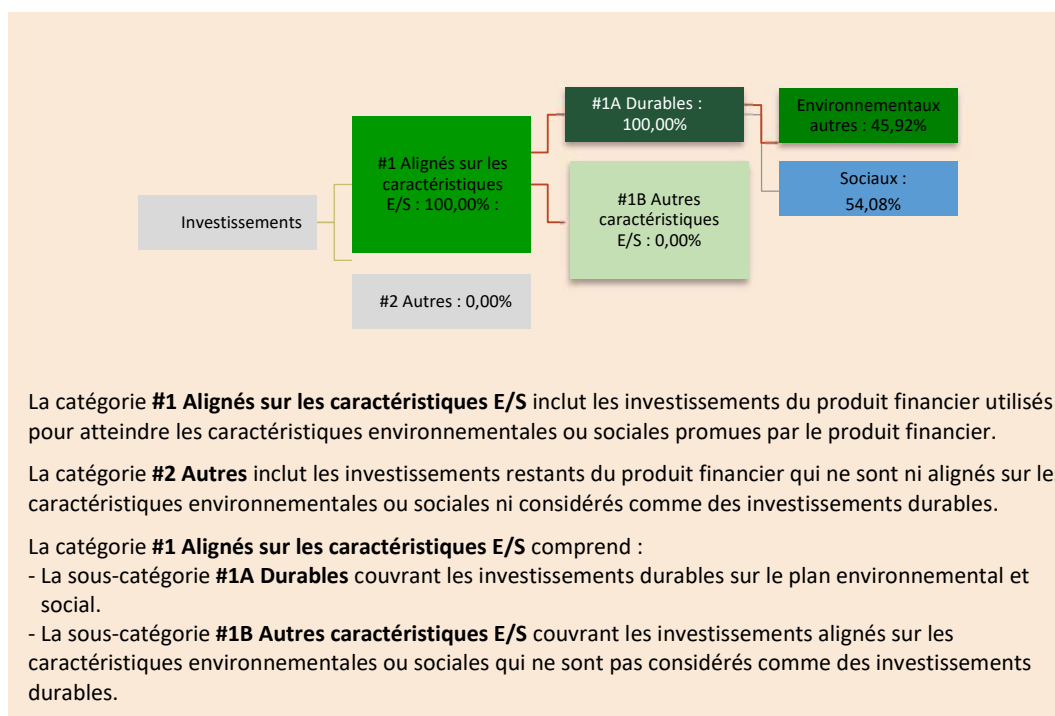 #1A Durables :
100,00%
Environnementaux
autres : 45,92%
#1 Alignés sur les
caractéristiques
E/S : 100,00% :
Sociaux :
54,08%
#1B Autres
caractéristiques
E/S : 0,00%
Investissements
#2 Autres : 0,00%
La catégorie #1 Alignés sur les caractéristiques E/S inclut les investissements du produit financier utilisés
pour atteindre les caractéristiques environnementales ou sociales promues par le produit financier.
La catégorie #2 Autres inclut les investissements restants du produit financier qui ne sont ni alignés sur le
caractéristiques environnementales ou sociales ni considérés comme des investissements durables.
La catégorie #1 Alignés sur les caractéristiques E/S comprend :
- La sous-catégorie #1A Durables couvrant les investissements durables sur le plan environnemental et
social.
- La sous-catégorie #1B Autres caractéristiques E/S couvrant les investissements alignés sur les
caractéristiques environnementales ou sociales qui ne sont pas considérés comme des investissements
durables.